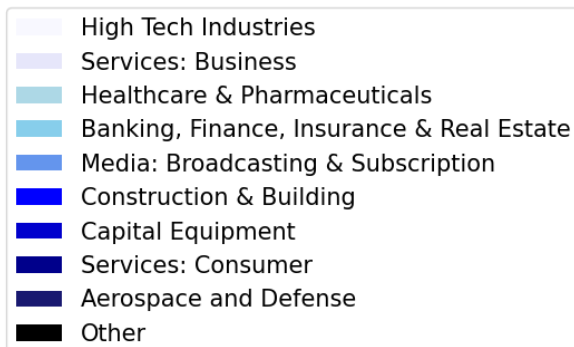 High Tech Industries
Services: Business
Healthcare & Pharmaceuticals
Banking, Finance, Insurance & Real Estate
Media: Broadcasting & Subscription
Construction & Building
Capital Equipment
Services: Consumer
Aerospace and Defense
Other